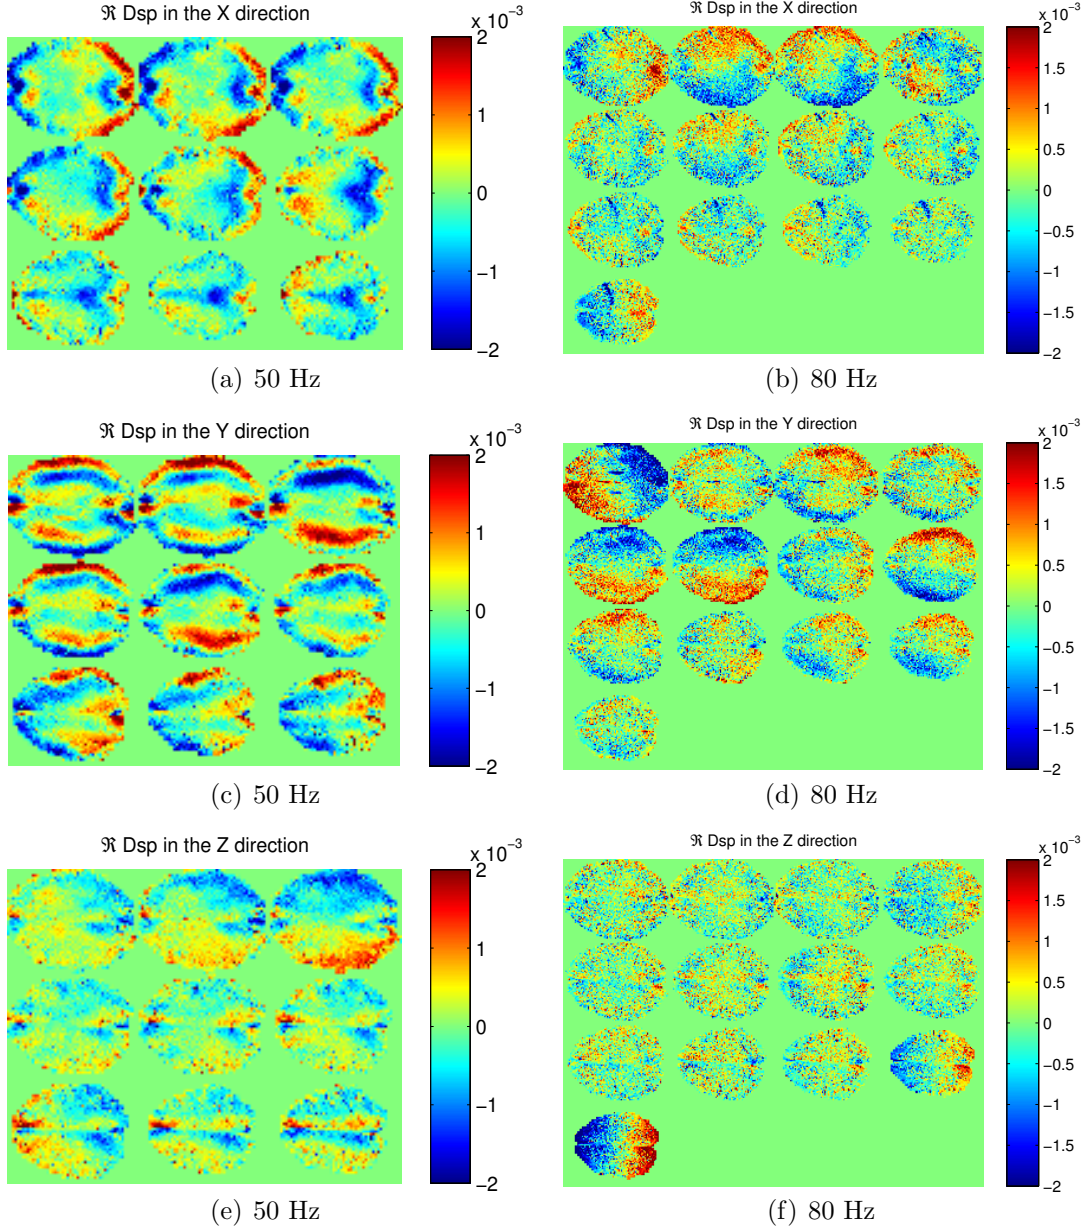 ℜ Dsp in the X direction
x 10⁻³
2
1
0
−1
−2
(a) 50 Hz
ℜ Dsp in the X direction
x 10⁻³
2
1.5
1
0.5
0
−0.5
−1
−1.5
−2
(b) 80 Hz
ℜ Dsp in the Y direction
x 10⁻³
2
1
0
−1
−2
(c) 50 Hz
ℜ Dsp in the Y direction
x 10⁻³
2
1.5
1
0.5
0
−0.5
−1
−1.5
−2
(d) 80 Hz
ℜ Dsp in the Z direction
x 10⁻³
2
1
0
−1
−2
(e) 50 Hz
ℜ Dsp in the Z direction
x 10⁻³
2
1.5
1
0.5
0
−0.5
−1
−1.5
−2
(f) 80 Hz